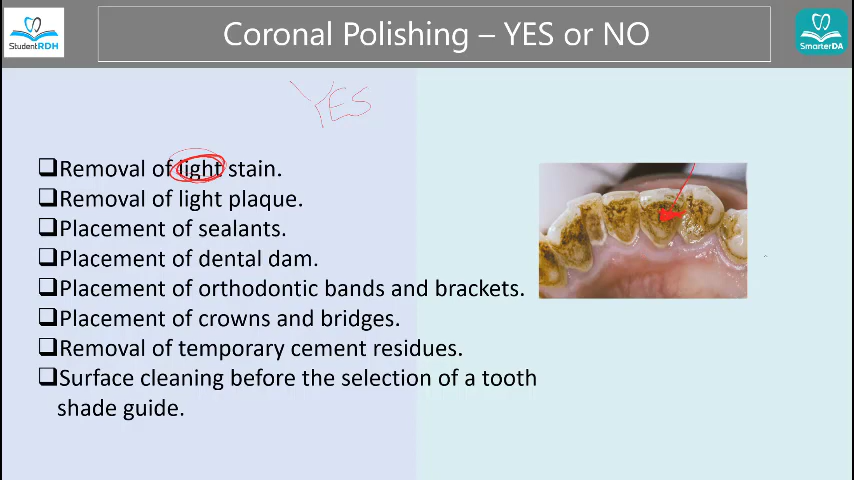 StudentRDH
Coronal Polishing – YES or NO
SmarterDA
YES
❑Removal of light stain.
❑Removal of light plaque.
❑Placement of sealants.
❑Placement of dental dam.
❑Placement of orthodontic bands and brackets.
❑Placement of crowns and bridges.
❑Removal of temporary cement residues.
❑Surface cleaning before the selection of a tooth
shade guide.